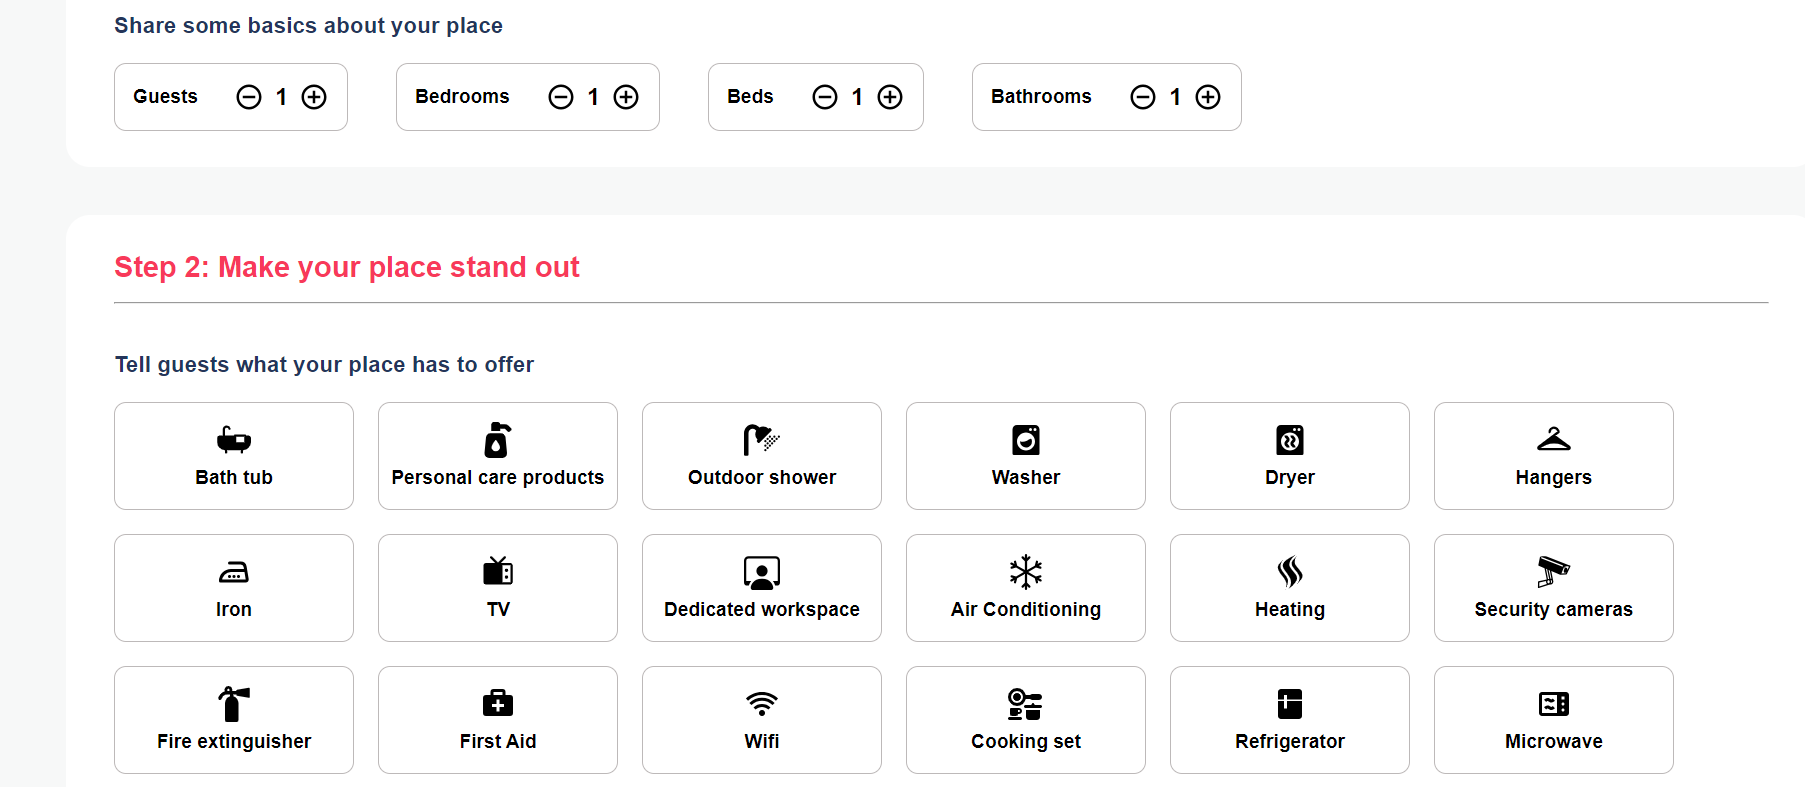 Share some basics about your place
Guests 1 Bedrooms 1 Beds 1 Bathrooms 1
Step 2: Make your place stand out
Tell guests what your place has to offer
Bath tub Personal care products Outdoor shower Washer Dryer Hangers
Iron TV Dedicated workspace Air Conditioning Heating Security cameras
Fire extinguisher First Aid Wifi Cooking set Refrigerator Microwave